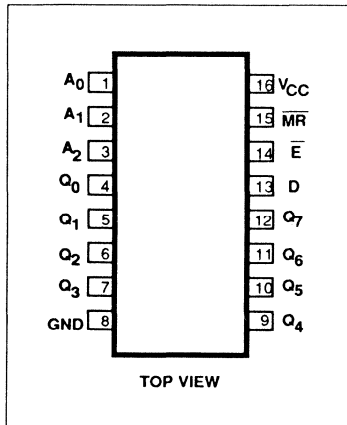 A0 1 16 VCC
A1 2 15 MR
A2 3 14 E
Q0 4 13 D
Q1 5 12 Q7
Q2 6 11 Q6
Q3 7 10 Q5
GND 8 9 Q4
TOP VIEW